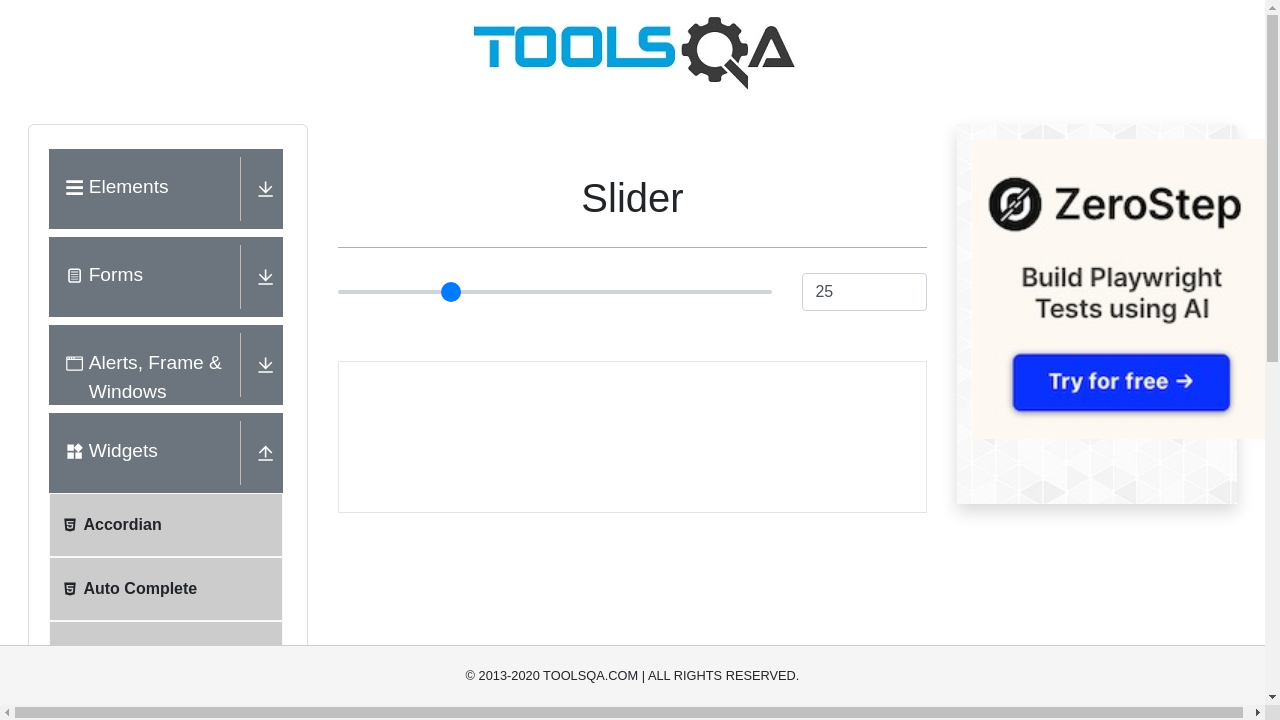 TOOLSQA
Elements
Forms
Alerts, Frame &
Windows
Widgets
Accordian
Auto Complete
Slider
25
ZeroStep
Build Playwright
Tests using AI
Try for free →
© 2013-2020 TOOLSQA.COM | ALL RIGHTS RESERVED.